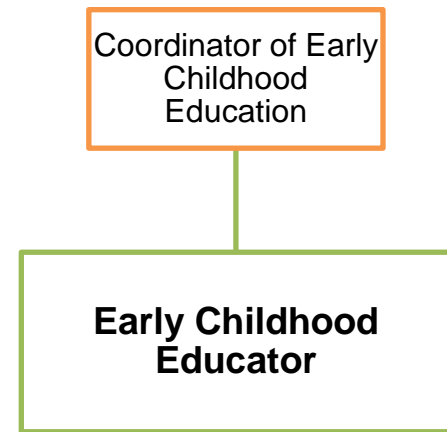 Coordinator of Early
Childhood
Education
Early Childhood
Educator